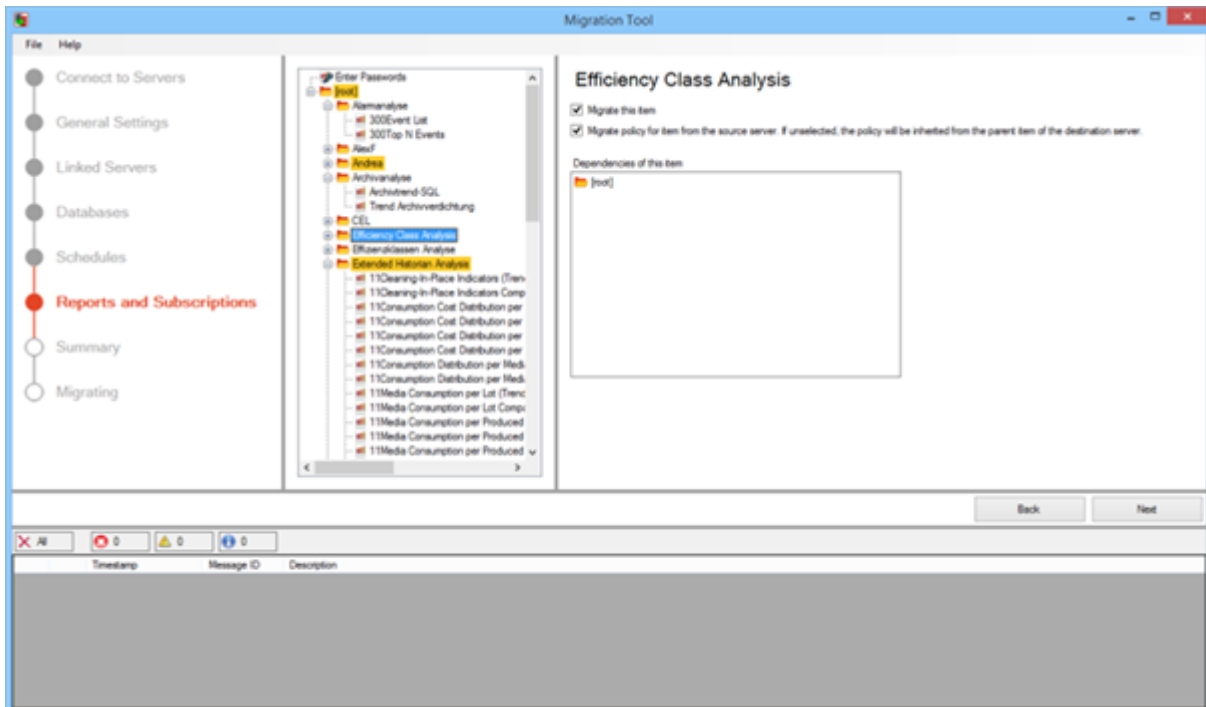 Migration Tool
File Help
Connect to Servers
General Settings
Linked Servers
Databases
Schedules
Reports and Subscriptions
Summary
Migrating
Enter Passwords
[root]
Alarmanalyse
300Event List
300Top N Events
AlexF
Andrea
Archivanalyse
Archivtrend-SQL
Trend Archivverdichtung
CEL
Efficiency Class Analysis
Effizienzklassen Analyse
Extended Historian Analysis
11Cleaning-In-Place Indicators (Tren
11Cleaning-In-Place Indicators Comp
11Consumption Cost Distribution per
11Consumption Cost Distribution per
11Consumption Cost Distribution per
11Consumption Cost Distribution per
11Consumption Distribution per Medi
11Consumption Distribution per Medi
11Media Consumption per Lot (Trend
11Media Consumption per Lot Compa
11Media Consumption per Produced
11Media Consumption per Produced
11Media Consumption per Produced
Efficiency Class Analysis
Migrate this item
Migrate policy for item from the source server. If unselected, the policy will be inherited from the parent item of the destination server.
Dependencies of this item
[root]
Back Next
All 0 0 0
Timestamp Message ID Description